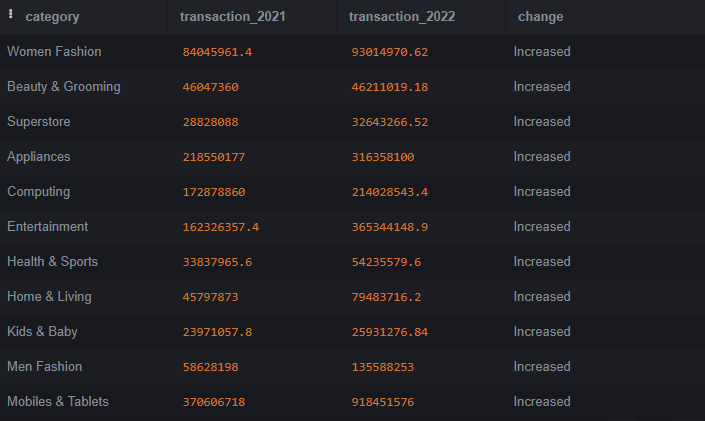 category transaction_2021 transaction_2022 change
Women Fashion 84045961.4 93014970.62 Increased
Beauty & Grooming 46047360 46211019.18 Increased
Superstore 28828088 32643266.52 Increased
Appliances 218550177 316358100 Increased
Computing 172878860 214028543.4 Increased
Entertainment 162326357.4 365344148.9 Increased
Health & Sports 33837965.6 54235579.6 Increased
Home & Living 45797873 79483716.2 Increased
Kids & Baby 23971057.8 25931276.84 Increased
Men Fashion 58628198 135588253 Increased
Mobiles & Tablets 370606718 918451576 Increased